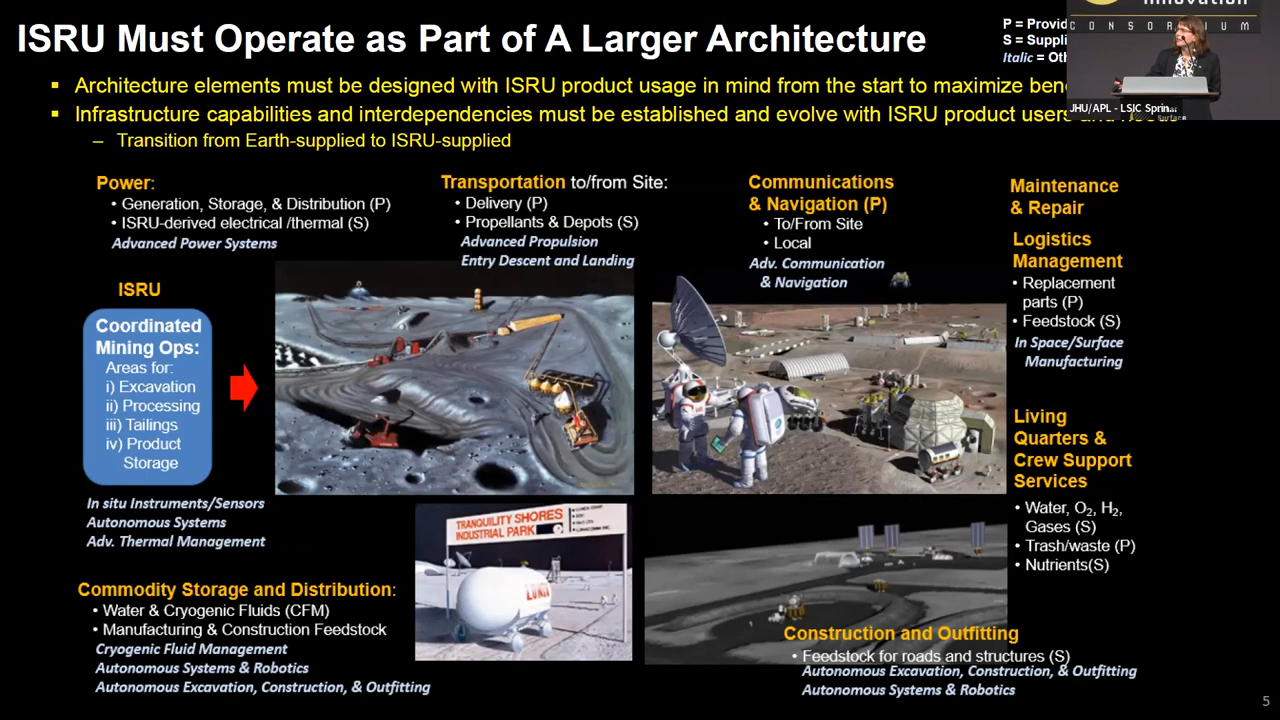 ISRU Must Operate as Part of A Larger Architecture
P = Provid
S = Suppli
Italic = Ot
Innovation
CONSORTIUM
JHU/APL - LSIC Sprin...
Surface
▪ Architecture elements must be designed with ISRU product usage in mind from the start to maximize
▪ Infrastructure capabilities and interdependencies must be established and evolve with ISRU product users and
– Transition from Earth-supplied to ISRU-supplied
Power:
• Generation, Storage, & Distribution (P)
• ISRU-derived electrical /thermal (S)
Advanced Power Systems
Transportation to/from Site:
• Delivery (P)
• Propellants & Depots (S)
Advanced Propulsion
Entry Descent and Landing
Communications
& Navigation (P)
• To/From Site
• Local
Adv. Communication
& Navigation
Maintenance
& Repair
Logistics
Management
• Replacement
parts (P)
• Feedstock (S)
In Space/Surface
Manufacturing
ISRU
Coordinated
Mining Ops:
Areas for:
i) Excavation
ii) Processing
iii) Tailings
iv) Product
Storage
In situ Instruments/Sensors
Autonomous Systems
Adv. Thermal Management
Living
Quarters &
Crew Support
Services
• Water, O₂, H₂,
Gases (S)
• Trash/waste (P)
• Nutrients(S)
TRANQUILITY SHORES
INDUSTRIAL PARK
LUNOX
Commodity Storage and Distribution:
• Water & Cryogenic Fluids (CFM)
• Manufacturing & Construction Feedstock
Cryogenic Fluid Management
Autonomous Systems & Robotics
Autonomous Excavation, Construction, & Outfitting
Construction and Outfitting
• Feedstock for roads and structures (S)
Autonomous Excavation, Construction, & Outfitting
Autonomous Systems & Robotics
5